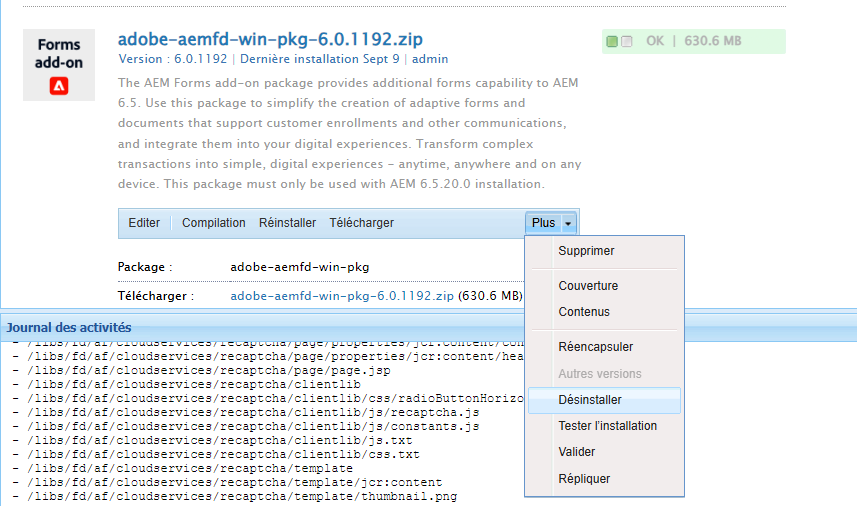 Forms
add-on
adobe-aemfd-win-pkg-6.0.1192.zip
Version : 6.0.1192 | Dernière installation Sept 9 | admin
OK | 630.6 MB
The AEM Forms add-on package provides additional forms capability to AEM
6.5. Use this package to simplify the creation of adaptive forms and
documents that support customer enrollments and other communications,
and integrate them into your digital experiences. Transform complex
transactions into simple, digital experiences – anytime, anywhere and on any
device. This package must only be used with AEM 6.5.20.0 installation.
Editer Compilation Réinstaller Télécharger Plus
Package : adobe-aemfd-win-pkg
Télécharger : adobe-aemfd-win-pkg-6.0.1192.zip (630.6 MB)
Supprimer
Couverture
Contenus
Réencapsuler
Autres versions
Désinstaller
Tester l'installation
Valider
Répliquer
Journal des activités
- /libs/fd/af/cloudservices/recaptcha/page/properties/jcr:content/con
- /libs/fd/af/cloudservices/recaptcha/page/properties/jcr:content/hea
- /libs/fd/af/cloudservices/recaptcha/page/page.jsp
- /libs/fd/af/cloudservices/recaptcha/clientlib
- /libs/fd/af/cloudservices/recaptcha/clientlib/css/radioButtonHorizo
- /libs/fd/af/cloudservices/recaptcha/clientlib/js/recaptcha.js
- /libs/fd/af/cloudservices/recaptcha/clientlib/js/constants.js
- /libs/fd/af/cloudservices/recaptcha/clientlib/js.txt
- /libs/fd/af/cloudservices/recaptcha/clientlib/css.txt
- /libs/fd/af/cloudservices/recaptcha/template
- /libs/fd/af/cloudservices/recaptcha/template/jcr:content
- /libs/fd/af/cloudservices/recaptcha/template/thumbnail.png